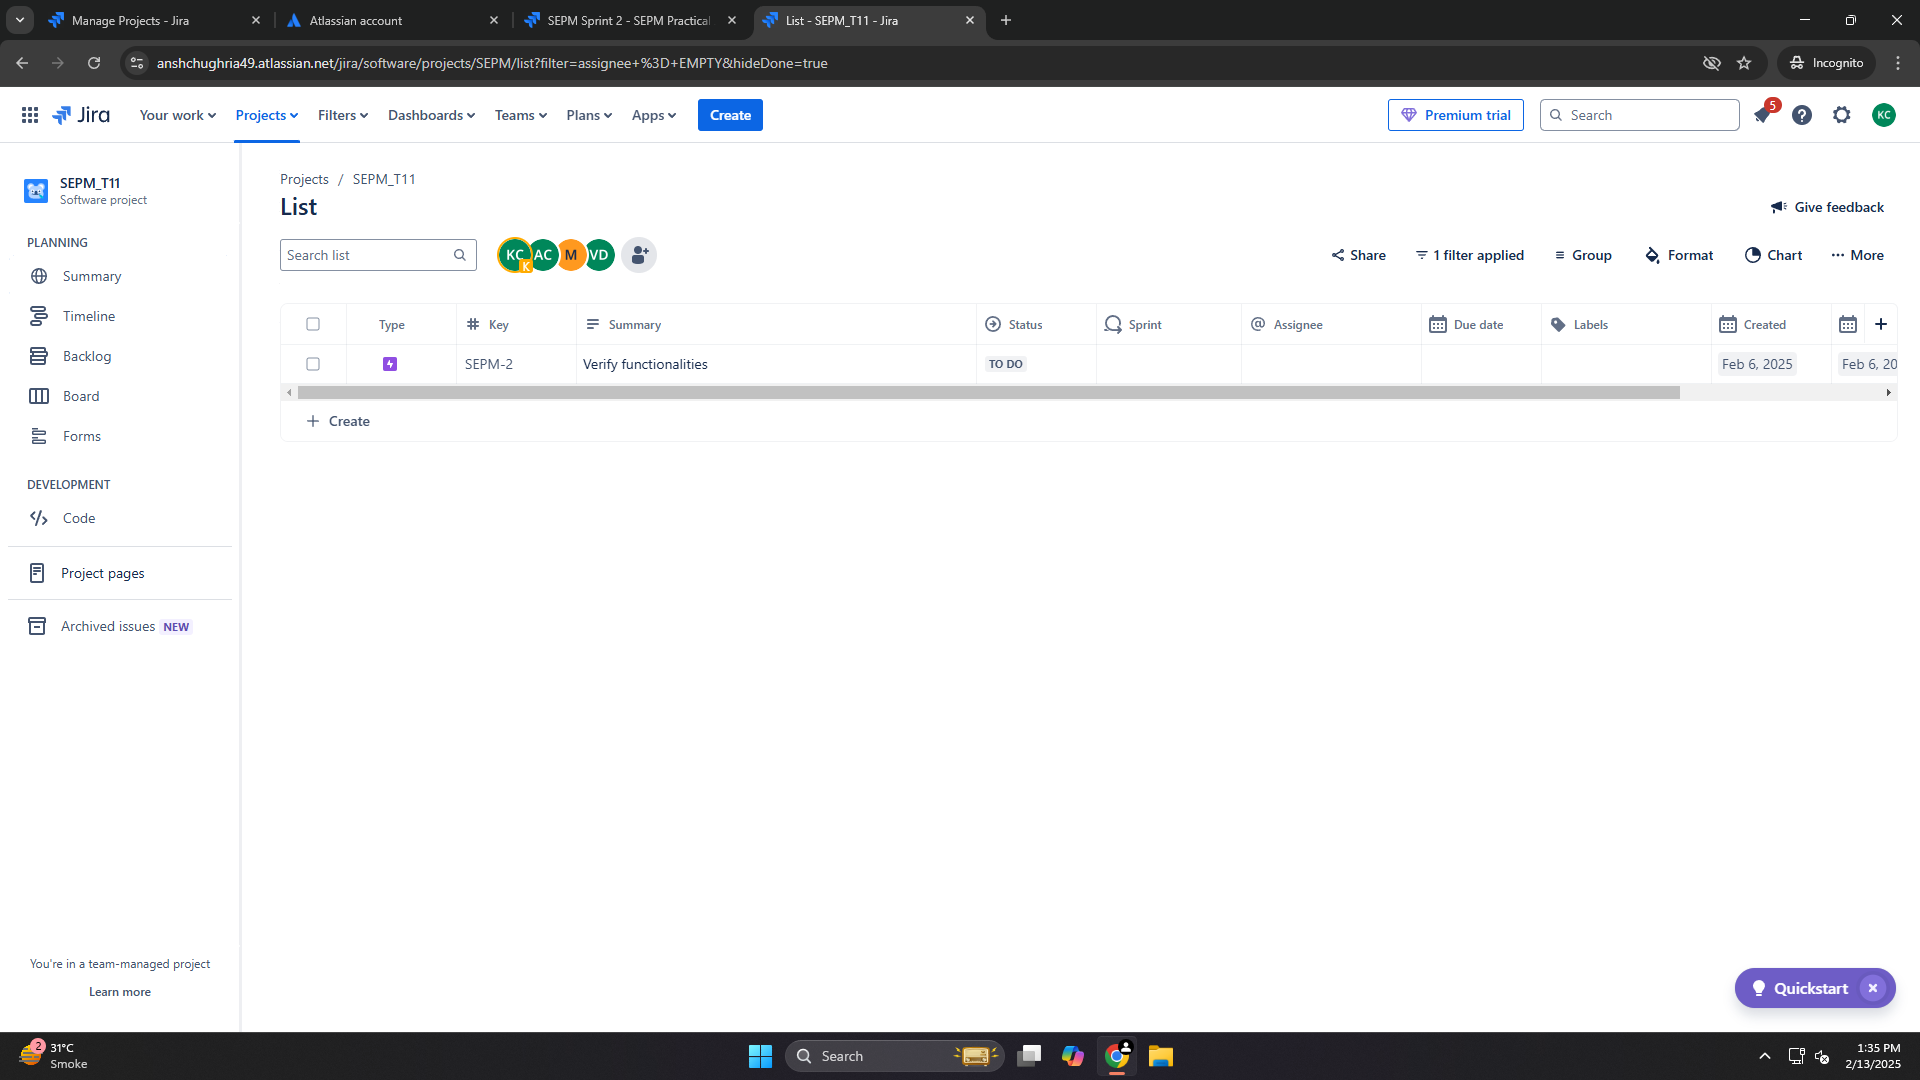 Manage Projects - Jira
Atlassian account
SEPM Sprint 2 - SEPM Practical
List - SEPM_T11 - Jira
anshchughria49.atlassian.net/jira/software/projects/SEPM/list?filter=assignee+%3D+EMPTY&hideDone=true
Incognito
Jira
Your work
Projects
Filters
Dashboards
Teams
Plans
Apps
Create
Premium trial
Search
5
KC
SEPM_T11
Software project
PLANNING
Summary
Timeline
Backlog
Board
Forms
DEVELOPMENT
Code
Project pages
Archived issues NEW
You're in a team-managed project
Learn more
Projects / SEPM_T11
List
Give feedback
Search list
KC K AC M VD
Share
1 filter applied
Group
Format
Chart
More
Type Key Summary Status Sprint Assignee Due date Labels Created
SEPM-2 Verify functionalities TO DO Feb 6, 2025 Feb 6, 20
Create
Quickstart
2
31°C
Smoke
Search
1:35 PM
2/13/2025